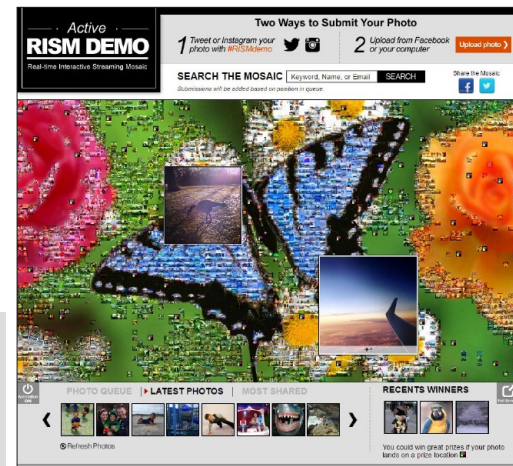 Active
RISM DEMO
Real-time Interactive Streaming Mosaic
Two Ways to Submit Your Photo
1 Tweet or Instagram your
photo with #RISMdemo
2 Upload from Facebook
or your computer
Upload photo
SEARCH THE MOSAIC
Keyword, Name, or Email
SEARCH
Submissions will be added based on position in queue.
Share the Mosaic
PHOTO QUEUE
LATEST PHOTOS
MOST SHARED
Refresh Photos
RECENTS WINNERS
You could win great prizes if your photo
lands on a prize location
ON